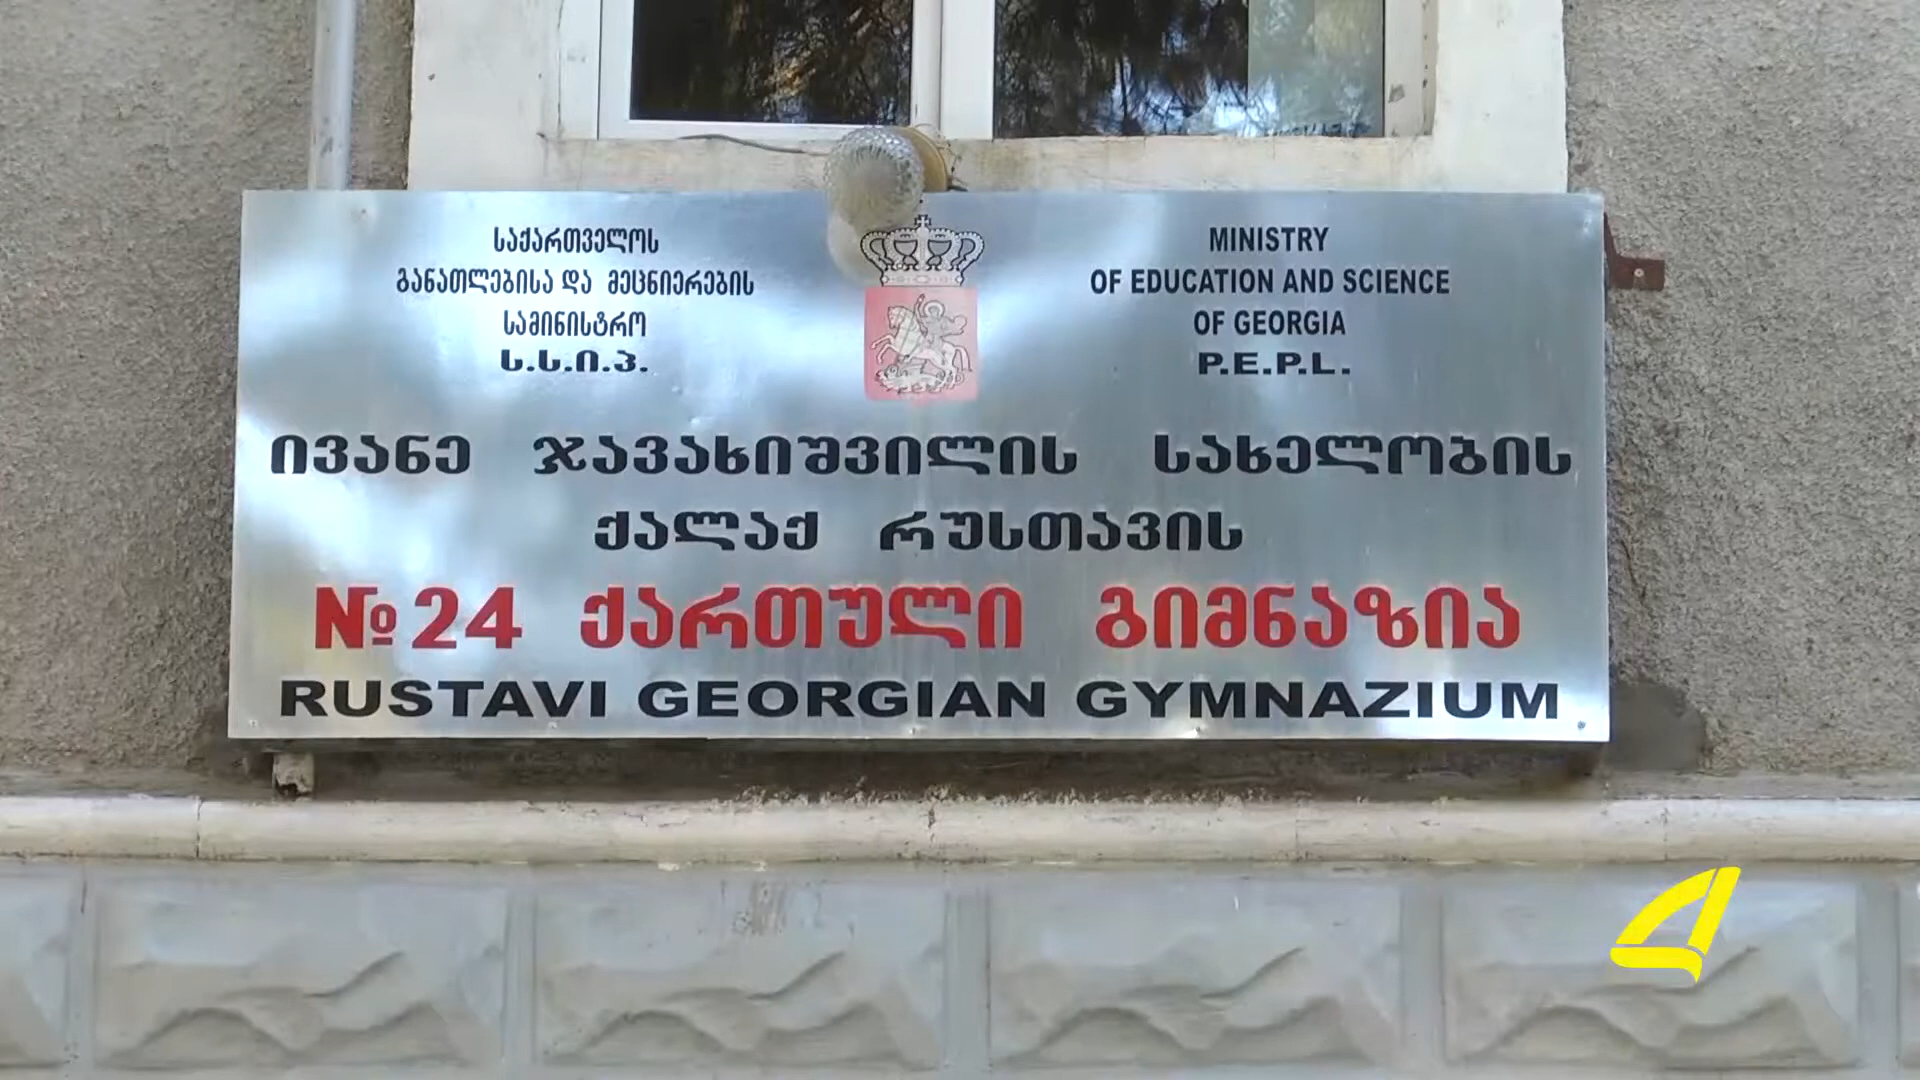 საქართველოს
განათლებისა და მეცნიერების
სამინისტრო
ს.ს.ი.პ.
MINISTRY
OF EDUCATION AND SCIENCE
OF GEORGIA
P.E.P.L.
ივანე ჯავახიშვილის სახელობის
ქალაქ რუსთავის
№24 ქართული გიმნაზია
RUSTAVI GEORGIAN GYMNAZIUM